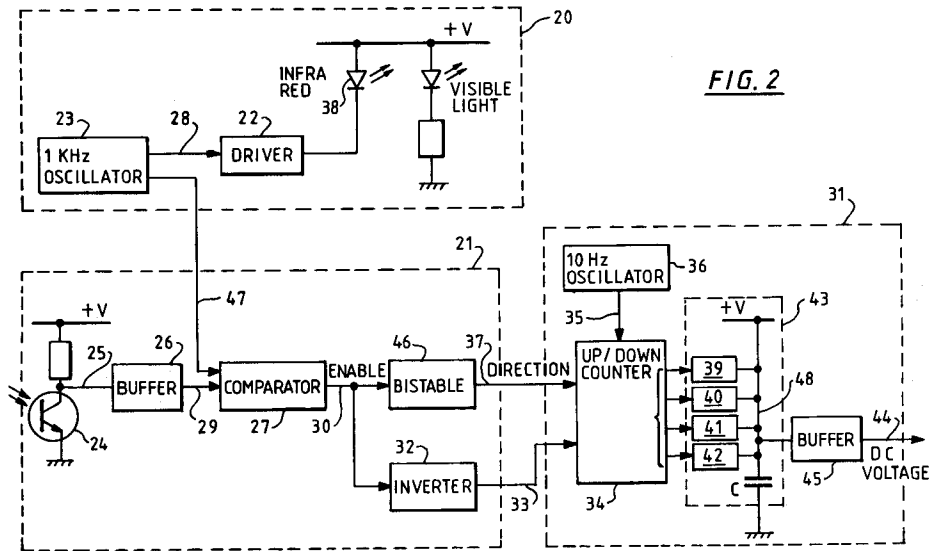 20
+V
INFRA
RED
38
VISIBLE
LIGHT
FIG. 2
23
28
22
1 KHz
OSCILLATOR
DRIVER
31
21
10 Hz
OSCILLATOR
36
47
35
43
+V
+V
25
26
BUFFER
29
COMPARATOR
27
ENABLE
30
46
BISTABLE
37
DIRECTION
UP/DOWN
COUNTER
39
40
41
42
48
44
BUFFER
45
DC
VOLTAGE
24
32
INVERTER
33
34
C